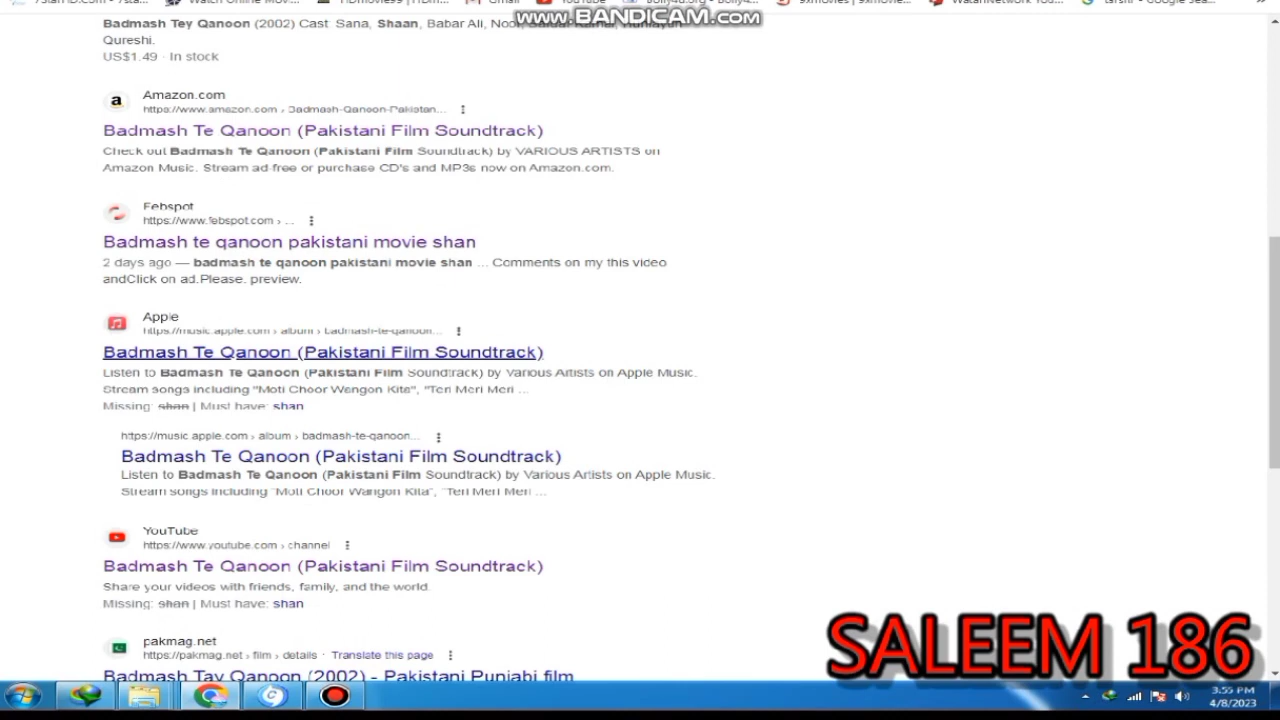 Watch Online Movi...
Gmail
YouTube
9xmovies...
WatanNetwork You...
www.BANDICAM.com
Badmash Tey Qanoon (2002) Cast: Sana, Shaan, Babar Ali,
Qureshi.
US$1.49 · In stock
Amazon.com
https://www.amazon.com › Badmash-Qanoon-Pakistan...
Badmash Te Qanoon (Pakistani Film Soundtrack)
Check out Badmash Te Qanoon (Pakistani Film Soundtrack) by VARIOUS ARTISTS on
Amazon Music. Stream ad-free or purchase CD's and MP3s now on Amazon.com.
Febspot
https://www.febspot.com › ...
Badmash te qanoon pakistani movie shan
2 days ago — badmash te qanoon pakistani movie shan ... Comments on my this video
andClick on ad.Please. preview.
Apple
https://music.apple.com › album › badmash-te-qanoon...
Badmash Te Qanoon (Pakistani Film Soundtrack)
Listen to Badmash Te Qanoon (Pakistani Film Soundtrack) by Various Artists on Apple Music.
Stream songs including "Moti Choor Wangon Kita", "Teri Meri Meri ...
Missing: shan | Must have: shan
https://music.apple.com › album › badmash-te-qanoon...
Badmash Te Qanoon (Pakistani Film Soundtrack)
Listen to Badmash Te Qanoon (Pakistani Film Soundtrack) by Various Artists on Apple Music.
Stream songs including "Moti Choor Wangon Kita", "Teri Meri Meri ...
YouTube
https://www.youtube.com › channel
Badmash Te Qanoon (Pakistani Film Soundtrack)
Share your videos with friends, family, and the world.
Missing: shan | Must have: shan
pakmag.net
https://pakmag.net › film › details · Translate this page
Badmash Tay Qanoon (2002) - Pakistani Punjabi film
SALEEM 186
3:55 PM
4/8/2023